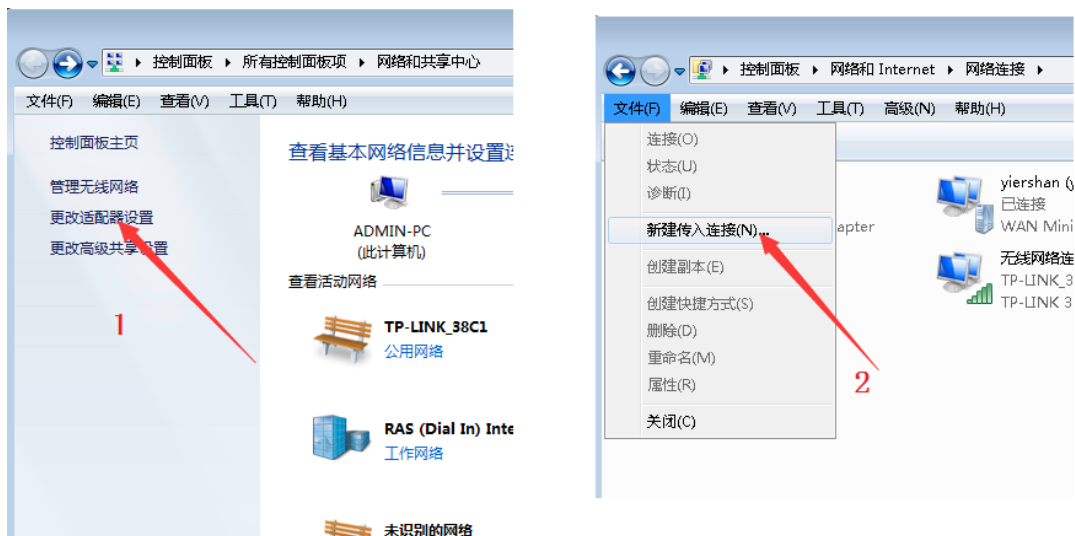 控制面板 ▸ 所有控制面板项 ▸ 网络和共享中心
文件(F) 编辑(E) 查看(V) 工具(T) 帮助(H)
控制面板主页
管理无线网络
更改适配器设置
更改高级共享设置
1
查看基本网络信息并设置连
ADMIN-PC
(此计算机)
查看活动网络
TP-LINK_38C1
公用网络
RAS (Dial In) Inte
工作网络
未识别的网络
控制面板 ▸ 网络和 Internet ▸ 网络连接 ▸
文件(F) 编辑(E) 查看(V) 工具(T) 高级(N) 帮助(H)
连接(O)
状态(U)
诊断(I)
新建传入连接(N)...
创建副本(E)
创建快捷方式(S)
删除(D)
重命名(M)
属性(R)
关闭(C)
2
apter
yiershan (y
已连接
WAN Mini
无线网络连
TP-LINK_3
TP-LINK 3